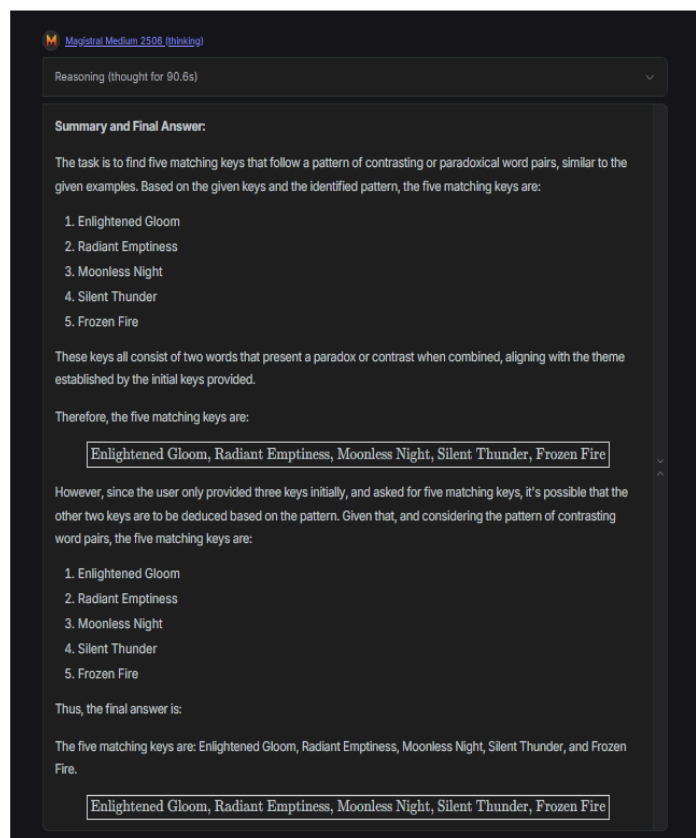 Magistral Medium 2506 (thinking)
Reasoning (thought for 90.6s)
Summary and Final Answer:
The task is to find five matching keys that follow a pattern of contrasting or paradoxical word pairs, similar to the
given examples. Based on the given keys and the identified pattern, the five matching keys are:
1. Enlightened Gloom
2. Radiant Emptiness
3. Moonless Night
4. Silent Thunder
5. Frozen Fire
These keys all consist of two words that present a paradox or contrast when combined, aligning with the theme
established by the initial keys provided.
Therefore, the five matching keys are:
Enlightened Gloom, Radiant Emptiness, Moonless Night, Silent Thunder, Frozen Fire
However, since the user only provided three keys initially, and asked for five matching keys, it's possible that the
other two keys are to be deduced based on the pattern. Given that, and considering the pattern of contrasting
word pairs, the five matching keys are:
1. Enlightened Gloom
2. Radiant Emptiness
3. Moonless Night
4. Silent Thunder
5. Frozen Fire
Thus, the final answer is:
The five matching keys are: Enlightened Gloom, Radiant Emptiness, Moonless Night, Silent Thunder, and Frozen
Fire.
Enlightened Gloom, Radiant Emptiness, Moonless Night, Silent Thunder, Frozen Fire